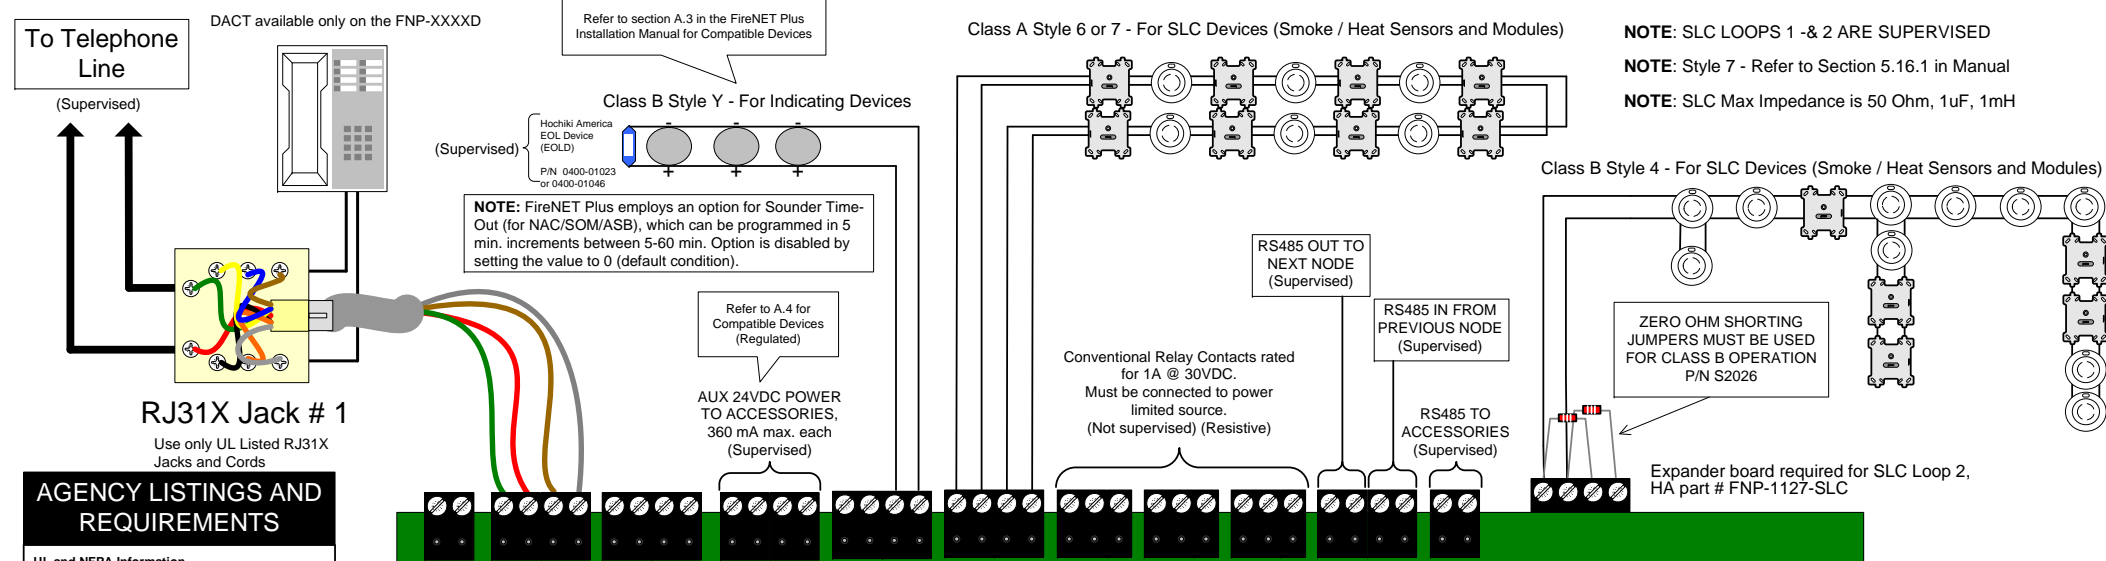 To Telephone
Line
(Supervised)
DACT available only on the FNP-XXXXD
Refer to section A.3 in the FireNET Plus
Installation Manual for Compatible Devices
Class B Style Y - For Indicating Devices
(Supervised)
Hochiki America
EOL Device
(EOLD)
P/N 0400-01023
or 0400-01046
- - -
+ + +
NOTE: FireNET Plus employs an option for Sounder Time-
Out (for NAC/SOM/ASB), which can be programmed in 5
min. increments between 5-60 min. Option is disabled by
setting the value to 0 (default condition).
Class A Style 6 or 7 - For SLC Devices (Smoke / Heat Sensors and Modules)
NOTE: SLC LOOPS 1 -& 2 ARE SUPERVISED
NOTE: Style 7 - Refer to Section 5.16.1 in Manual
NOTE: SLC Max Impedance is 50 Ohm, 1uF, 1mH
Class B Style 4 - For SLC Devices (Smoke / Heat Sensors and Modules)
RJ31X Jack # 1
Use only UL Listed RJ31X
Jacks and Cords
Refer to A.4 for
Compatible Devices
(Regulated)
AUX 24VDC POWER
TO ACCESSORIES,
360 mA max. each
(Supervised)
Conventional Relay Contacts rated
for 1A @ 30VDC.
Must be connected to power
limited source.
(Not supervised) (Resistive)
RS485 OUT TO
NEXT NODE
(Supervised)
RS485 IN FROM
PREVIOUS NODE
(Supervised)
RS485 TO
ACCESSORIES
(Supervised)
ZERO OHM SHORTING
JUMPERS MUST BE USED
FOR CLASS B OPERATION
P/N S2026
Expander board required for SLC Loop 2,
HA part # FNP-1127-SLC
AGENCY LISTINGS AND
REQUIREMENTS
UL and NFPA Information